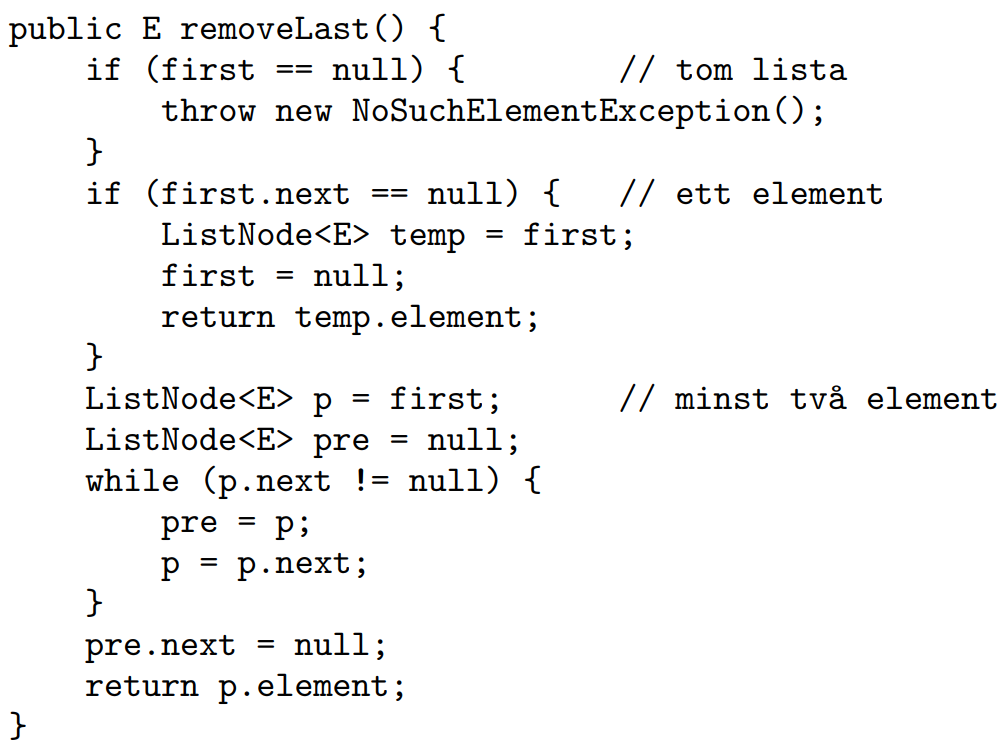 public E removeLast() {
    if (first == null) {        // tom lista
        throw new NoSuchElementException();
    }
    if (first.next == null) {   // ett element
        ListNode<E> temp = first;
        first = null;
        return temp.element;
    }
    ListNode<E> p = first;      // minst två element
    ListNode<E> pre = null;
    while (p.next != null) {
        pre = p;
        p = p.next;
    }
    pre.next = null;
    return p.element;
}